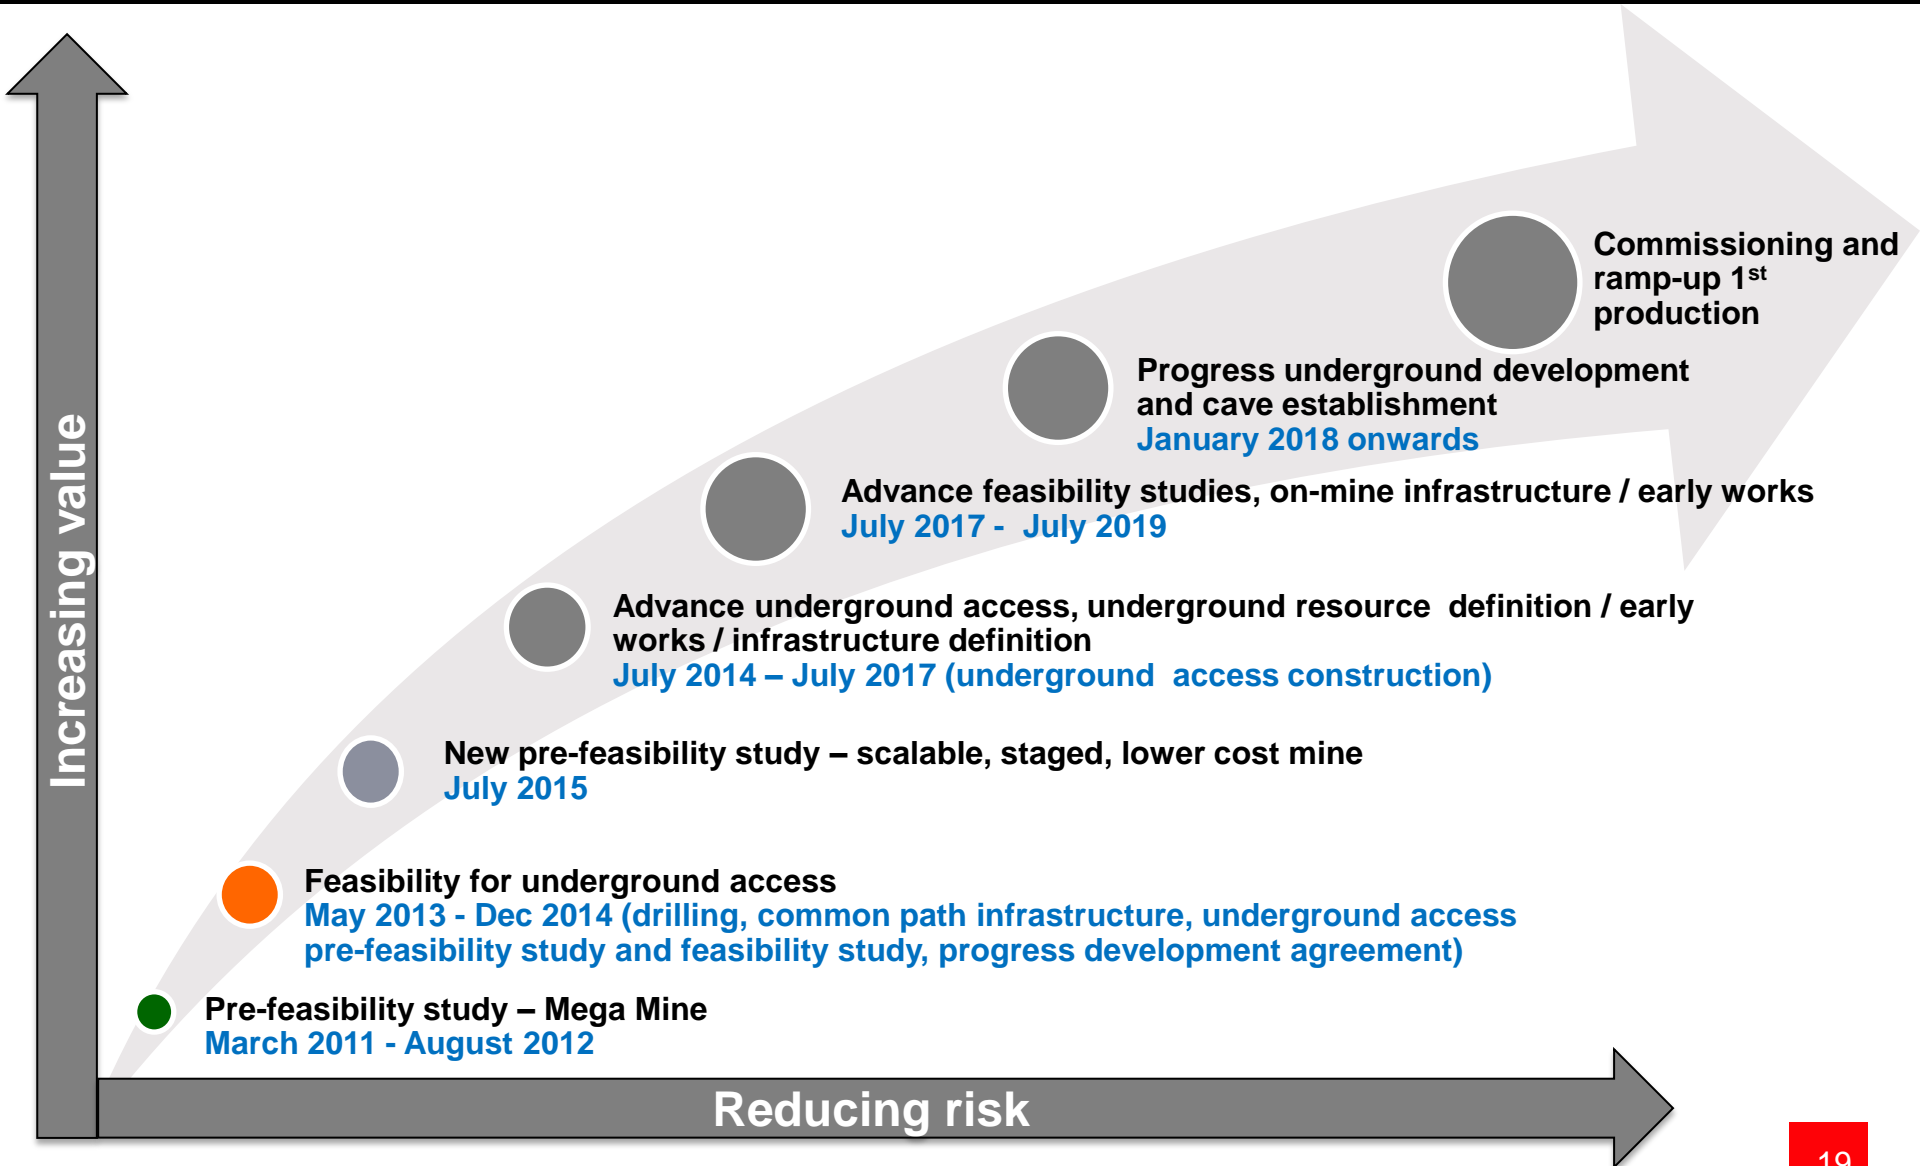 Increasing value
Commissioning and
ramp-up 1st
production
Progress underground development
and cave establishment
January 2018 onwards
Advance feasibility studies, on-mine infrastructure / early works
July 2017 - July 2019
Advance underground access, underground resource definition / early
works / infrastructure definition
July 2014 – July 2017 (underground access construction)
New pre-feasibility study – scalable, staged, lower cost mine
July 2015
Feasibility for underground access
May 2013 - Dec 2014 (drilling, common path infrastructure, underground access
pre-feasibility study and feasibility study, progress development agreement)
Pre-feasibility study – Mega Mine
March 2011 - August 2012
Reducing risk
19